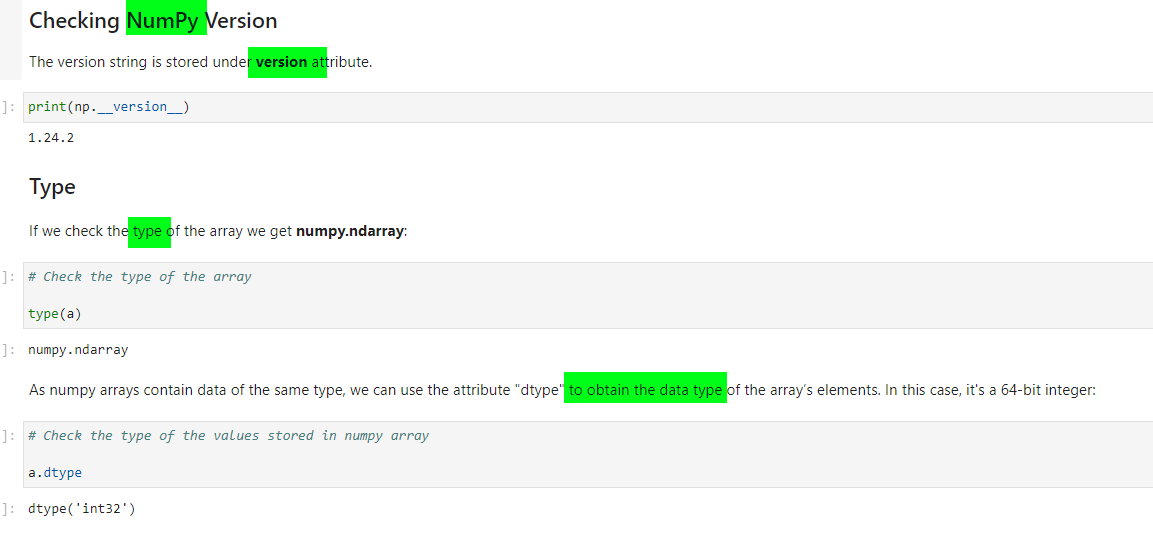 Checking NumPy Version
The version string is stored under version attribute.
]: print(np.__version__)
1.24.2
Type
If we check the type of the array we get numpy.ndarray:
]: # Check the type of the array
type(a)
]: numpy.ndarray
As numpy arrays contain data of the same type, we can use the attribute "dtype" to obtain the data type of the array’s elements. In this case, it's a 64-bit integer:
]: # Check the type of the values stored in numpy array
a.dtype
]: dtype('int32')